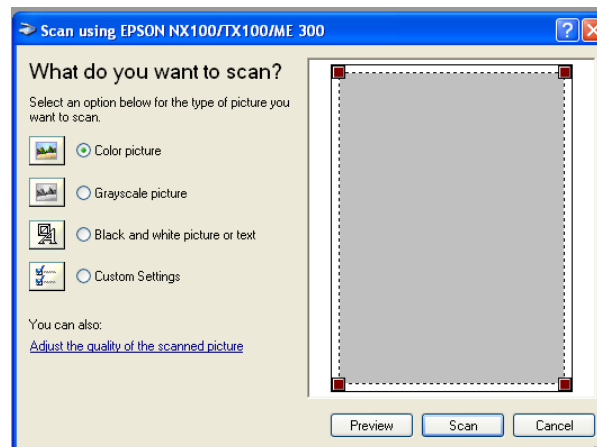 Scan using EPSON NX100/TX100/ME 300
What do you want to scan?
Select an option below for the type of picture you
want to scan.
Color picture
Grayscale picture
Black and white picture or text
Custom Settings
You can also:
Adjust the quality of the scanned picture
Preview
Scan
Cancel